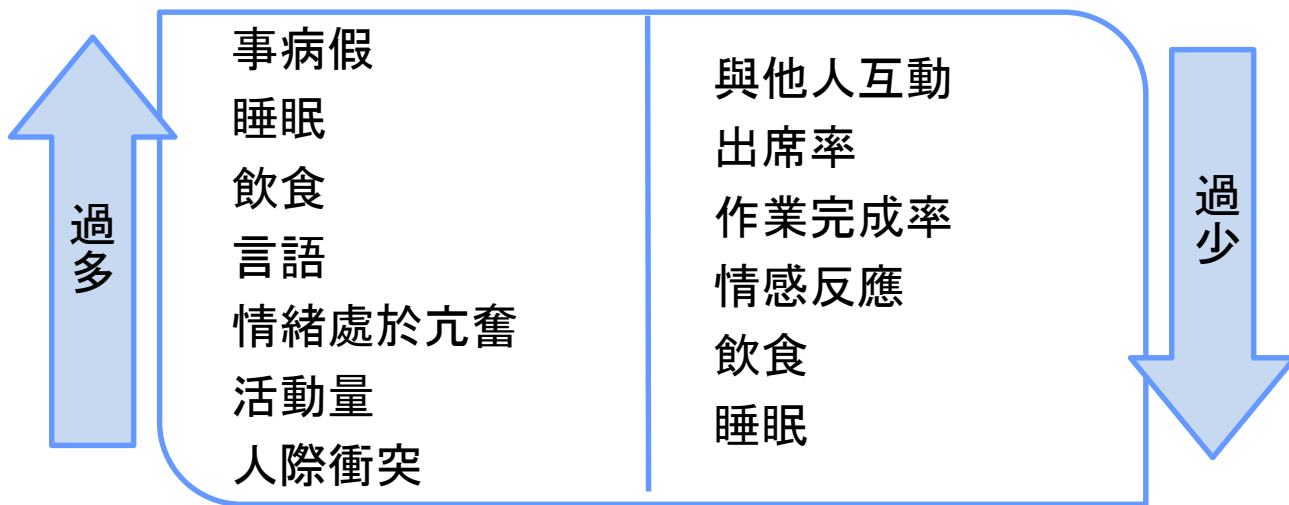 過多
事病假
睡眠
飲食
言語
情緒處於亢奮
活動量
人際衝突
與他人互動
出席率
作業完成率
情感反應
飲食
睡眠
過少